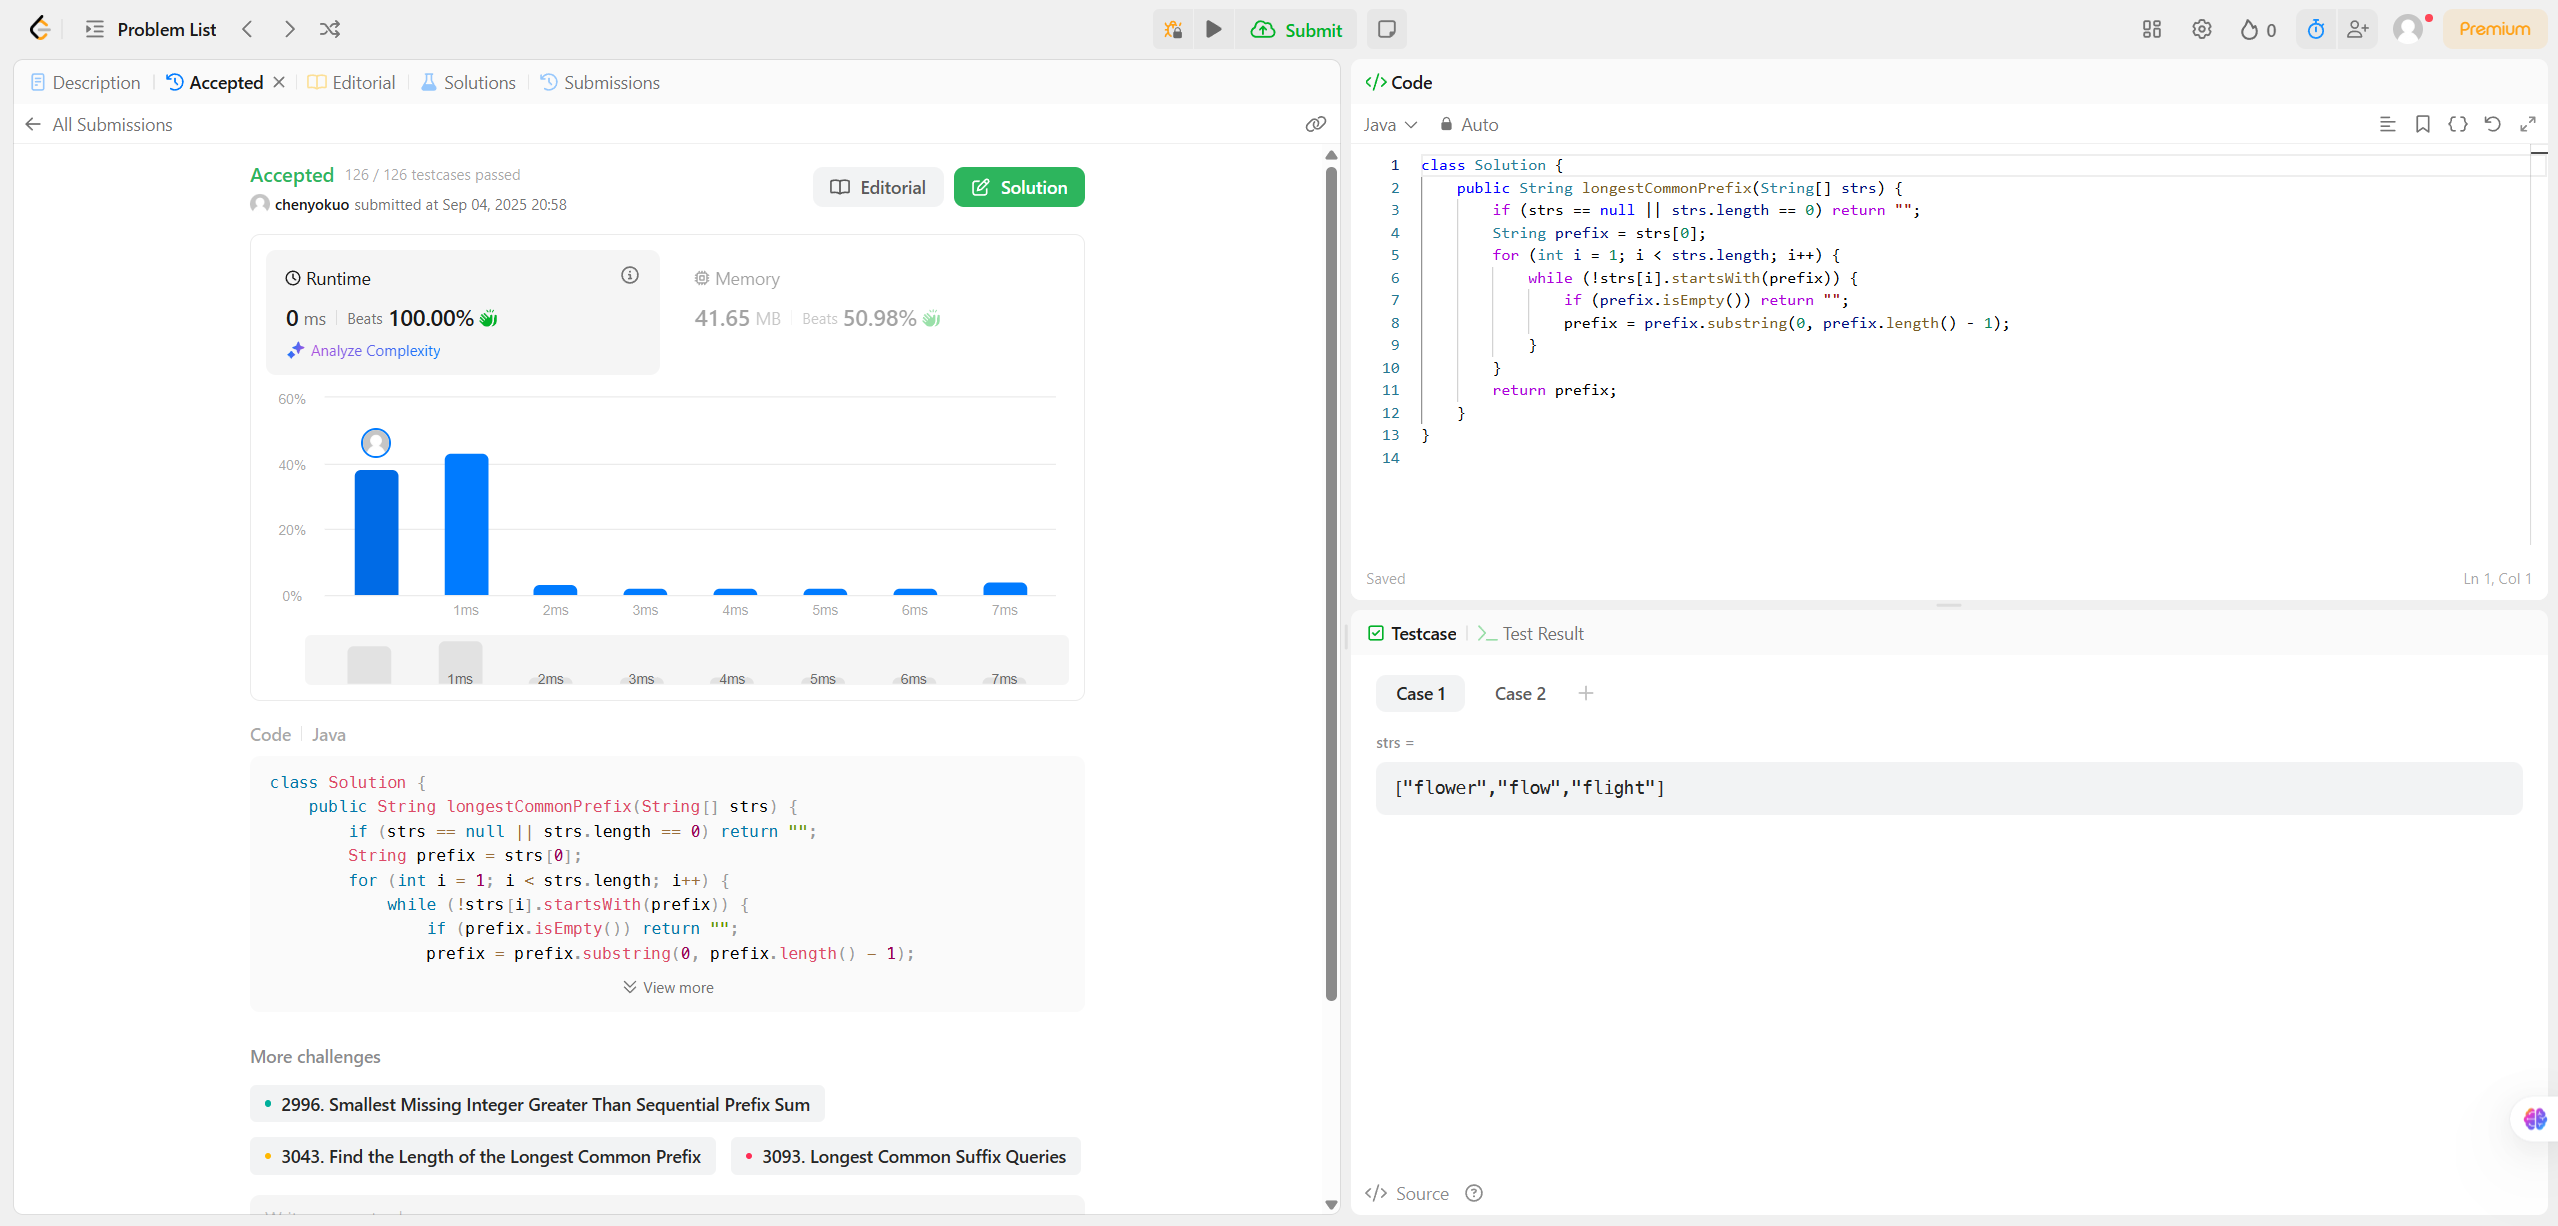 Problem List
Submit
0
Premium
Description
Accepted
Editorial
Solutions
Submissions
All Submissions
Accepted 126 / 126 testcases passed
chenyokuo submitted at Sep 04, 2025 20:58
Editorial
Solution
Runtime
0 ms Beats 100.00%
Analyze Complexity
Memory
41.65 MB Beats 50.98%
60%
40%
20%
0%
1ms 2ms 3ms 4ms 5ms 6ms 7ms
1ms 2ms 3ms 4ms 5ms 6ms 7ms
Code Java
class Solution {
public String longestCommonPrefix(String[] strs) {
if (strs == null || strs.length == 0) return "";
String prefix = strs[0];
for (int i = 1; i < strs.length; i++) {
while (!strs[i].startsWith(prefix)) {
if (prefix.isEmpty()) return "";
prefix = prefix.substring(0, prefix.length() - 1);
View more
More challenges
2996. Smallest Missing Integer Greater Than Sequential Prefix Sum
3043. Find the Length of the Longest Common Prefix
3093. Longest Common Suffix Queries
</> Code
Java
Auto
1 class Solution {
2 public String longestCommonPrefix(String[] strs) {
3 if (strs == null || strs.length == 0) return "";
4 String prefix = strs[0];
5 for (int i = 1; i < strs.length; i++) {
6 while (!strs[i].startsWith(prefix)) {
7 if (prefix.isEmpty()) return "";
8 prefix = prefix.substring(0, prefix.length() - 1);
9 }
10 }
11 return prefix;
12 }
13 }
14
Saved
Ln 1, Col 1
Testcase
Test Result
Case 1
Case 2
+
strs =
["flower","flow","flight"]
</> Source